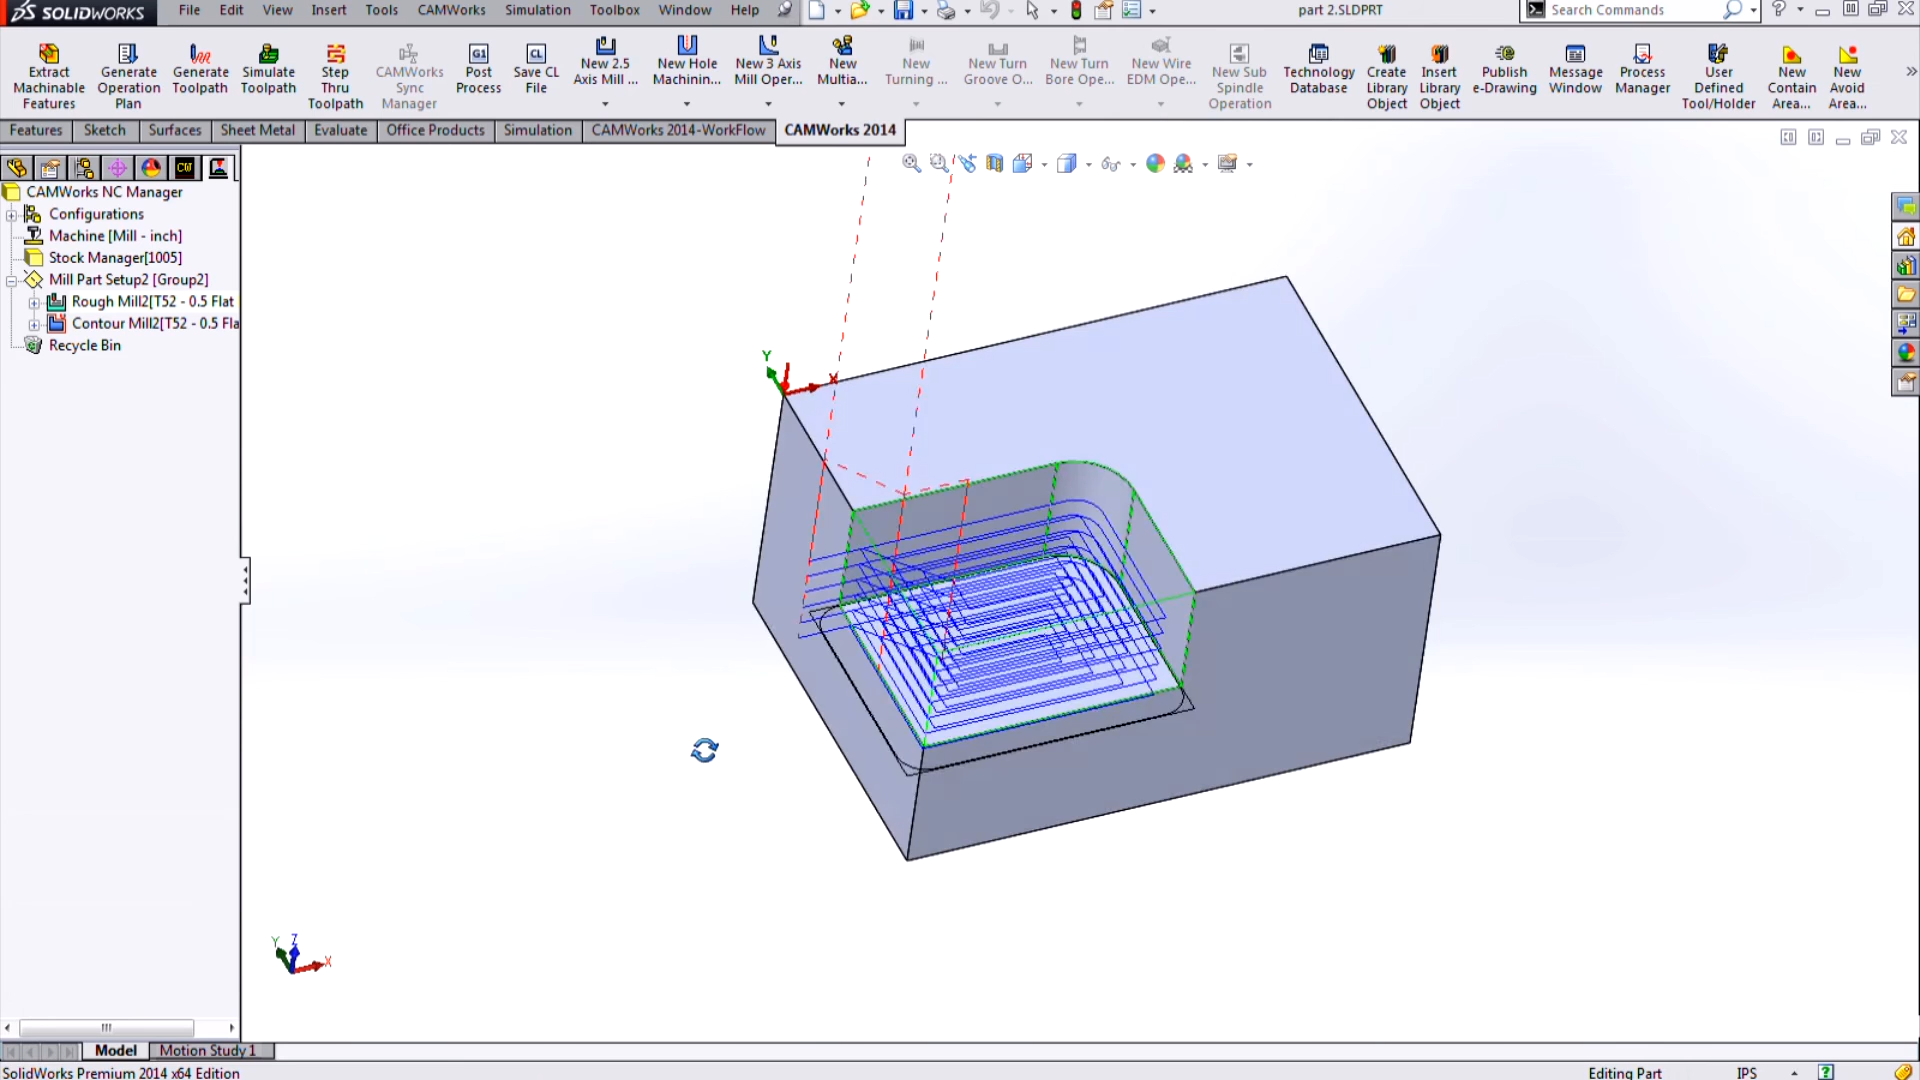 SOLIDWORKS File Edit View Insert Tools CAMWorks Simulation Toolbox Window Help part 2.SLDPRT Search Commands
Extract Machinable Features
Generate Operation Plan
Generate Toolpath
Simulate Toolpath
Step Thru Toolpath
CAMWorks Sync Manager
G1 Post Process
CL Save CL File
New 2.5 Axis Mill ...
New Hole Machinin...
New 3 Axis Mill Oper...
New Multia...
New Turning ...
New Turn Groove O...
New Turn Bore Ope...
New Wire EDM Ope...
New Sub Spindle Operation
Technology Database
Create Library Object
Insert Library Object
Publish e-Drawing
Message Window
Process Manager
User Defined Tool/Holder
New Contain Area...
New Avoid Area...
Features Sketch Surfaces Sheet Metal Evaluate Office Products Simulation CAMWorks 2014-WorkFlow CAMWorks 2014
CW
CAMWorks NC Manager
Configurations
Machine [Mill - inch]
Stock Manager[1005]
Mill Part Setup2 [Group2]
Rough Mill2[T52 - 0.5 Flat
Contour Mill2[T52 - 0.5 Fla
Recycle Bin
Y
X
Y Z
X
Model Motion Study 1
SolidWorks Premium 2014 x64 Edition Editing Part IPS